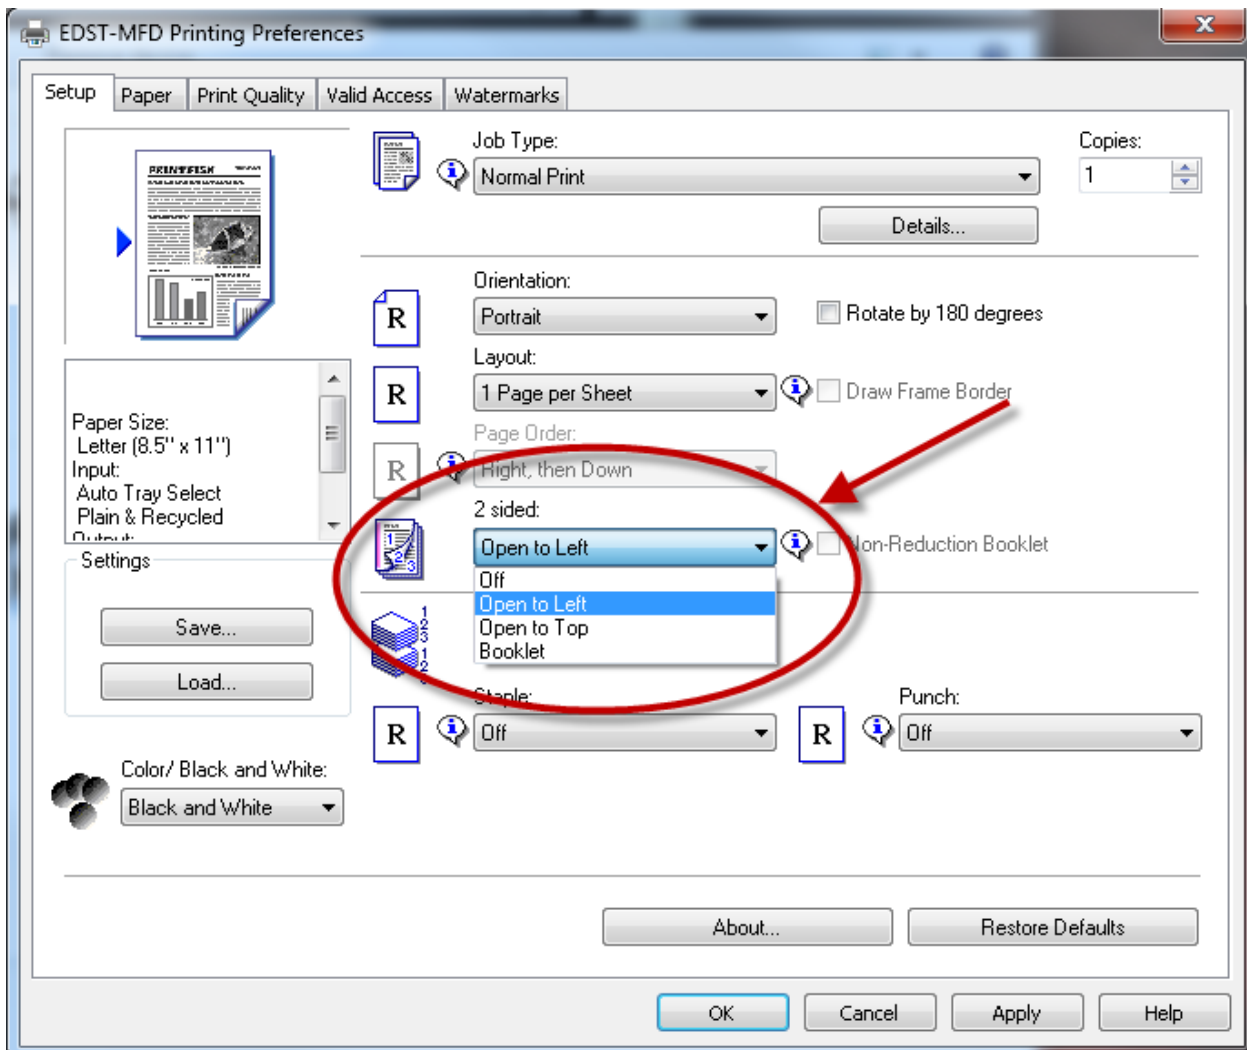 EDST-MFD Printing Preferences
Setup
Paper
Print Quality
Valid Access
Watermarks
PRINTFISH
Job Type:
Normal Print
Copies:
1
Details...
Orientation:
R
Portrait
Rotate by 180 degrees
Layout:
R
1 Page per Sheet
Draw Frame Border
Page Order:
R
Right, then Down
2 sided:
Open to Left
Non-Reduction Booklet
Off
Open to Left
Open to Top
Booklet
Paper Size:
Letter (8.5" x 11")
Input:
Auto Tray Select
Plain & Recycled
Output:
Settings
Save...
Load...
Staple:
R
Off
Punch:
R
Off
Color/ Black and White:
Black and White
About...
Restore Defaults
OK
Cancel
Apply
Help